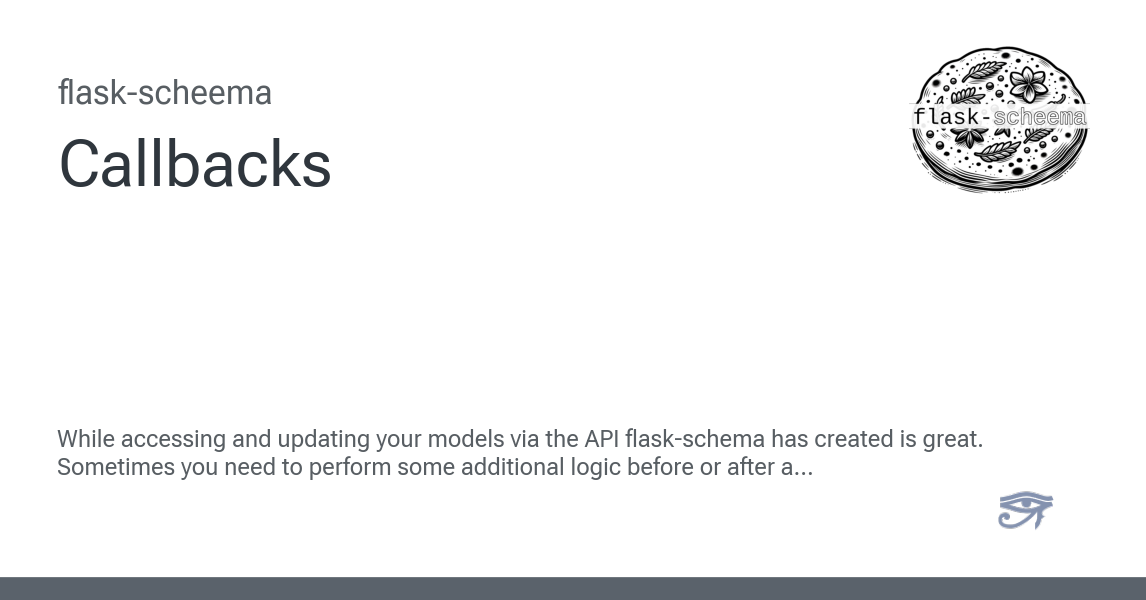 flask-scheema
flask-scheema
Callbacks
While accessing and updating your models via the API flask-schema has created is great.
Sometimes you need to perform some additional logic before or after a...